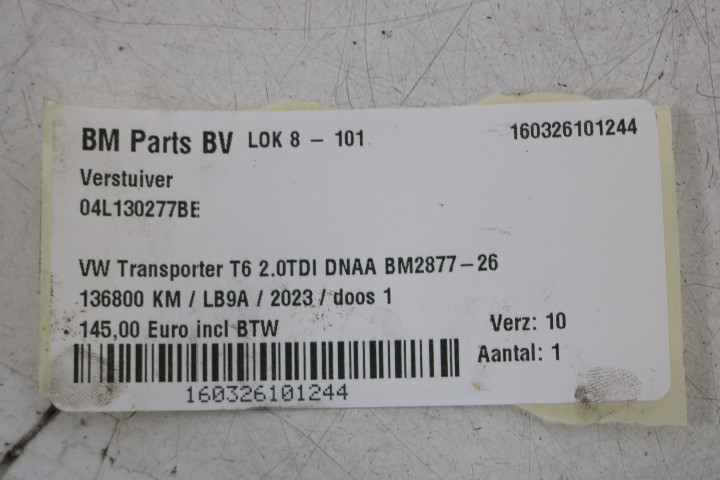 BM Parts BV LOK 8 - 101 160326101244
Verstuiver
04L130277BE
VW Transporter T6 2.0TDI DNAA BM2877-26
136800 KM / LB9A / 2023 / doos 1
145,00 Euro incl BTW Verz: 10
Aantal: 1
160326101244